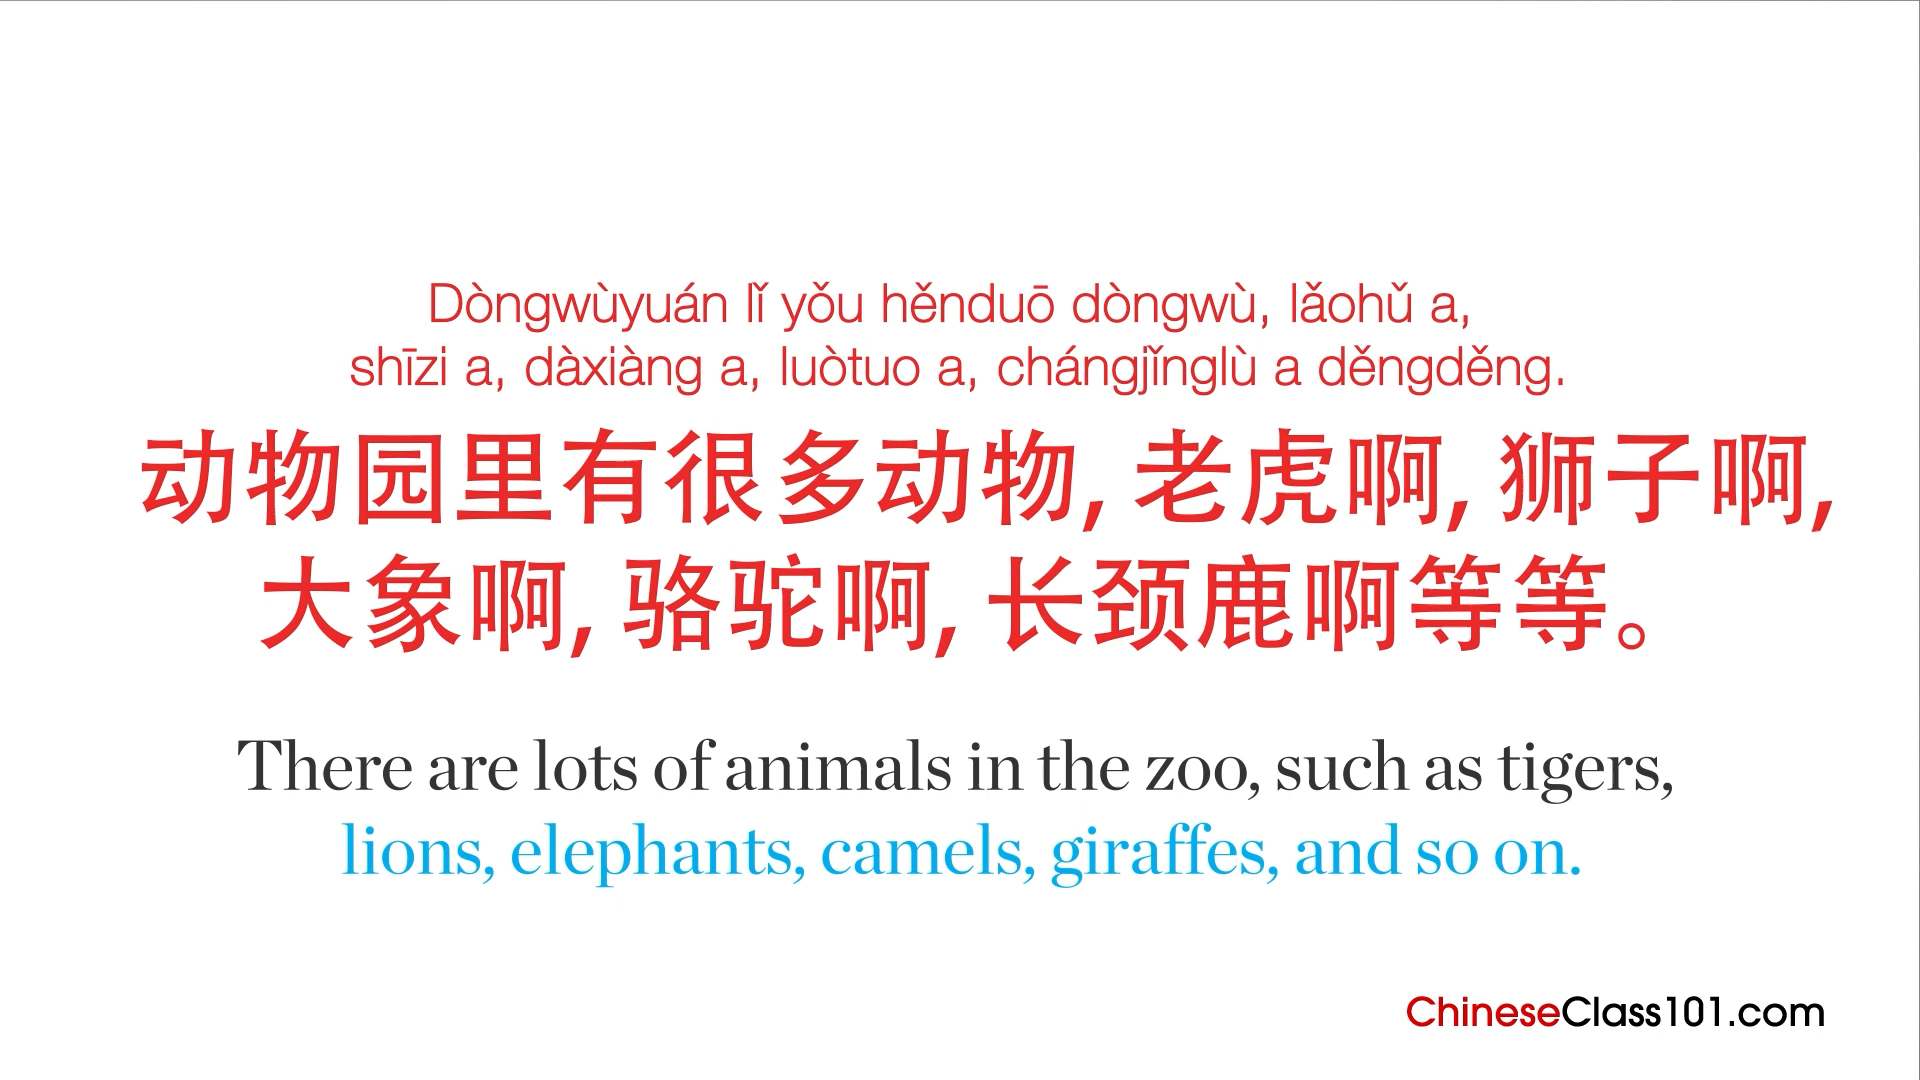 Dòngwùyuán lǐ yǒu hěnduō dòngwù, lǎohǔ a,
shīzi a, dàxiàng a, luòtuo a, chángjǐnglù a děngděng.
动物园里有很多动物, 老虎啊, 狮子啊,
大象啊, 骆驼啊, 长颈鹿啊等等。
There are lots of animals in the zoo, such as tigers,
lions, elephants, camels, giraffes, and so on.
ChineseClass101.com